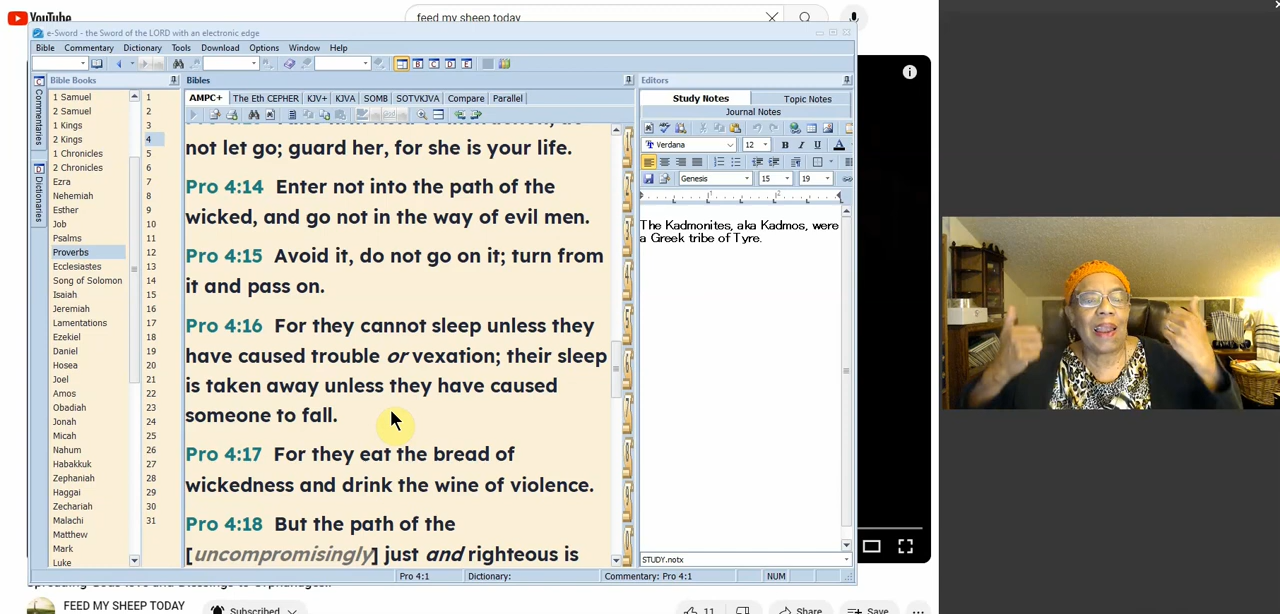 YouTube
feed my sheep today
e-Sword - the Sword of the LORD with an electronic edge
Bible Commentary Dictionary Tools Download Options Window Help
Bible Books
Commentaries
Dictionaries
1 Samuel
2 Samuel
1 Kings
2 Kings
1 Chronicles
2 Chronicles
Ezra
Nehemiah
Esther
Job
Psalms
Proverbs
Ecclesiastes
Song of Solomon
Isaiah
Jeremiah
Lamentations
Ezekiel
Daniel
Hosea
Joel
Amos
Obadiah
Jonah
Micah
Nahum
Habakkuk
Zephaniah
Haggai
Zechariah
Malachi
Matthew
Mark
Luke
1
2
3
4
5
6
7
8
9
10
11
12
13
14
15
16
17
18
19
20
21
22
23
24
25
26
27
28
29
30
31
Bibles
AMPC+ The Eth CEPHER KJV+ KJVA SOMB SOTVKJVA Compare Parallel
not let go; guard her, for she is your life.
Pro 4:14 Enter not into the path of the
wicked, and go not in the way of evil men.
Pro 4:15 Avoid it, do not go on it; turn from
it and pass on.
Pro 4:16 For they cannot sleep unless they
have caused trouble or vexation; their sleep
is taken away unless they have caused
someone to fall.
Pro 4:17 For they eat the bread of
wickedness and drink the wine of violence.
Pro 4:18 But the path of the
[uncompromisingly] just and righteous is
Editors
Study Notes Topic Notes
Journal Notes
Verdana 12 B I U A
Genesis 15 19
The Kadmonites, aka Kadmos, were
a Greek tribe of Tyre.
STUDY.notx
Pro 4:1 Dictionary: Commentary: Pro 4:1 NUM
FEED MY SHEEP TODAY
Subscribed
11 Share Save